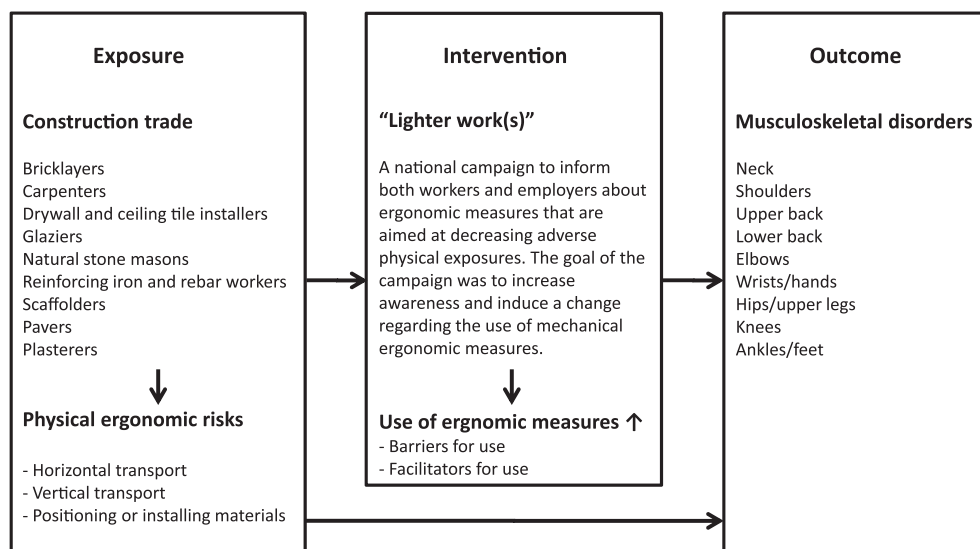 Exposure
Construction trade
Bricklayers
Carpenters
Drywall and ceiling tile installers
Glaziers
Natural stone masons
Reinforcing iron and rebar workers
Scaffolders
Pavers
Plasterers
Physical ergonomic risks
- Horizontal transport
- Vertical transport
- Positioning or installing materials
Intervention
“Lighter work(s)”
A national campaign to inform
both workers and employers about
ergonomic measures that are
aimed at decreasing adverse
physical exposures. The goal of the
campaign was to increase
awareness and induce a change
regarding the use of mechanical
ergonomic measures.
Use of ergnomic measures ↑
- Barriers for use
- Facilitators for use
Outcome
Musculoskeletal disorders
Neck
Shoulders
Upper back
Lower back
Elbows
Wrists/hands
Hips/upper legs
Knees
Ankles/feet